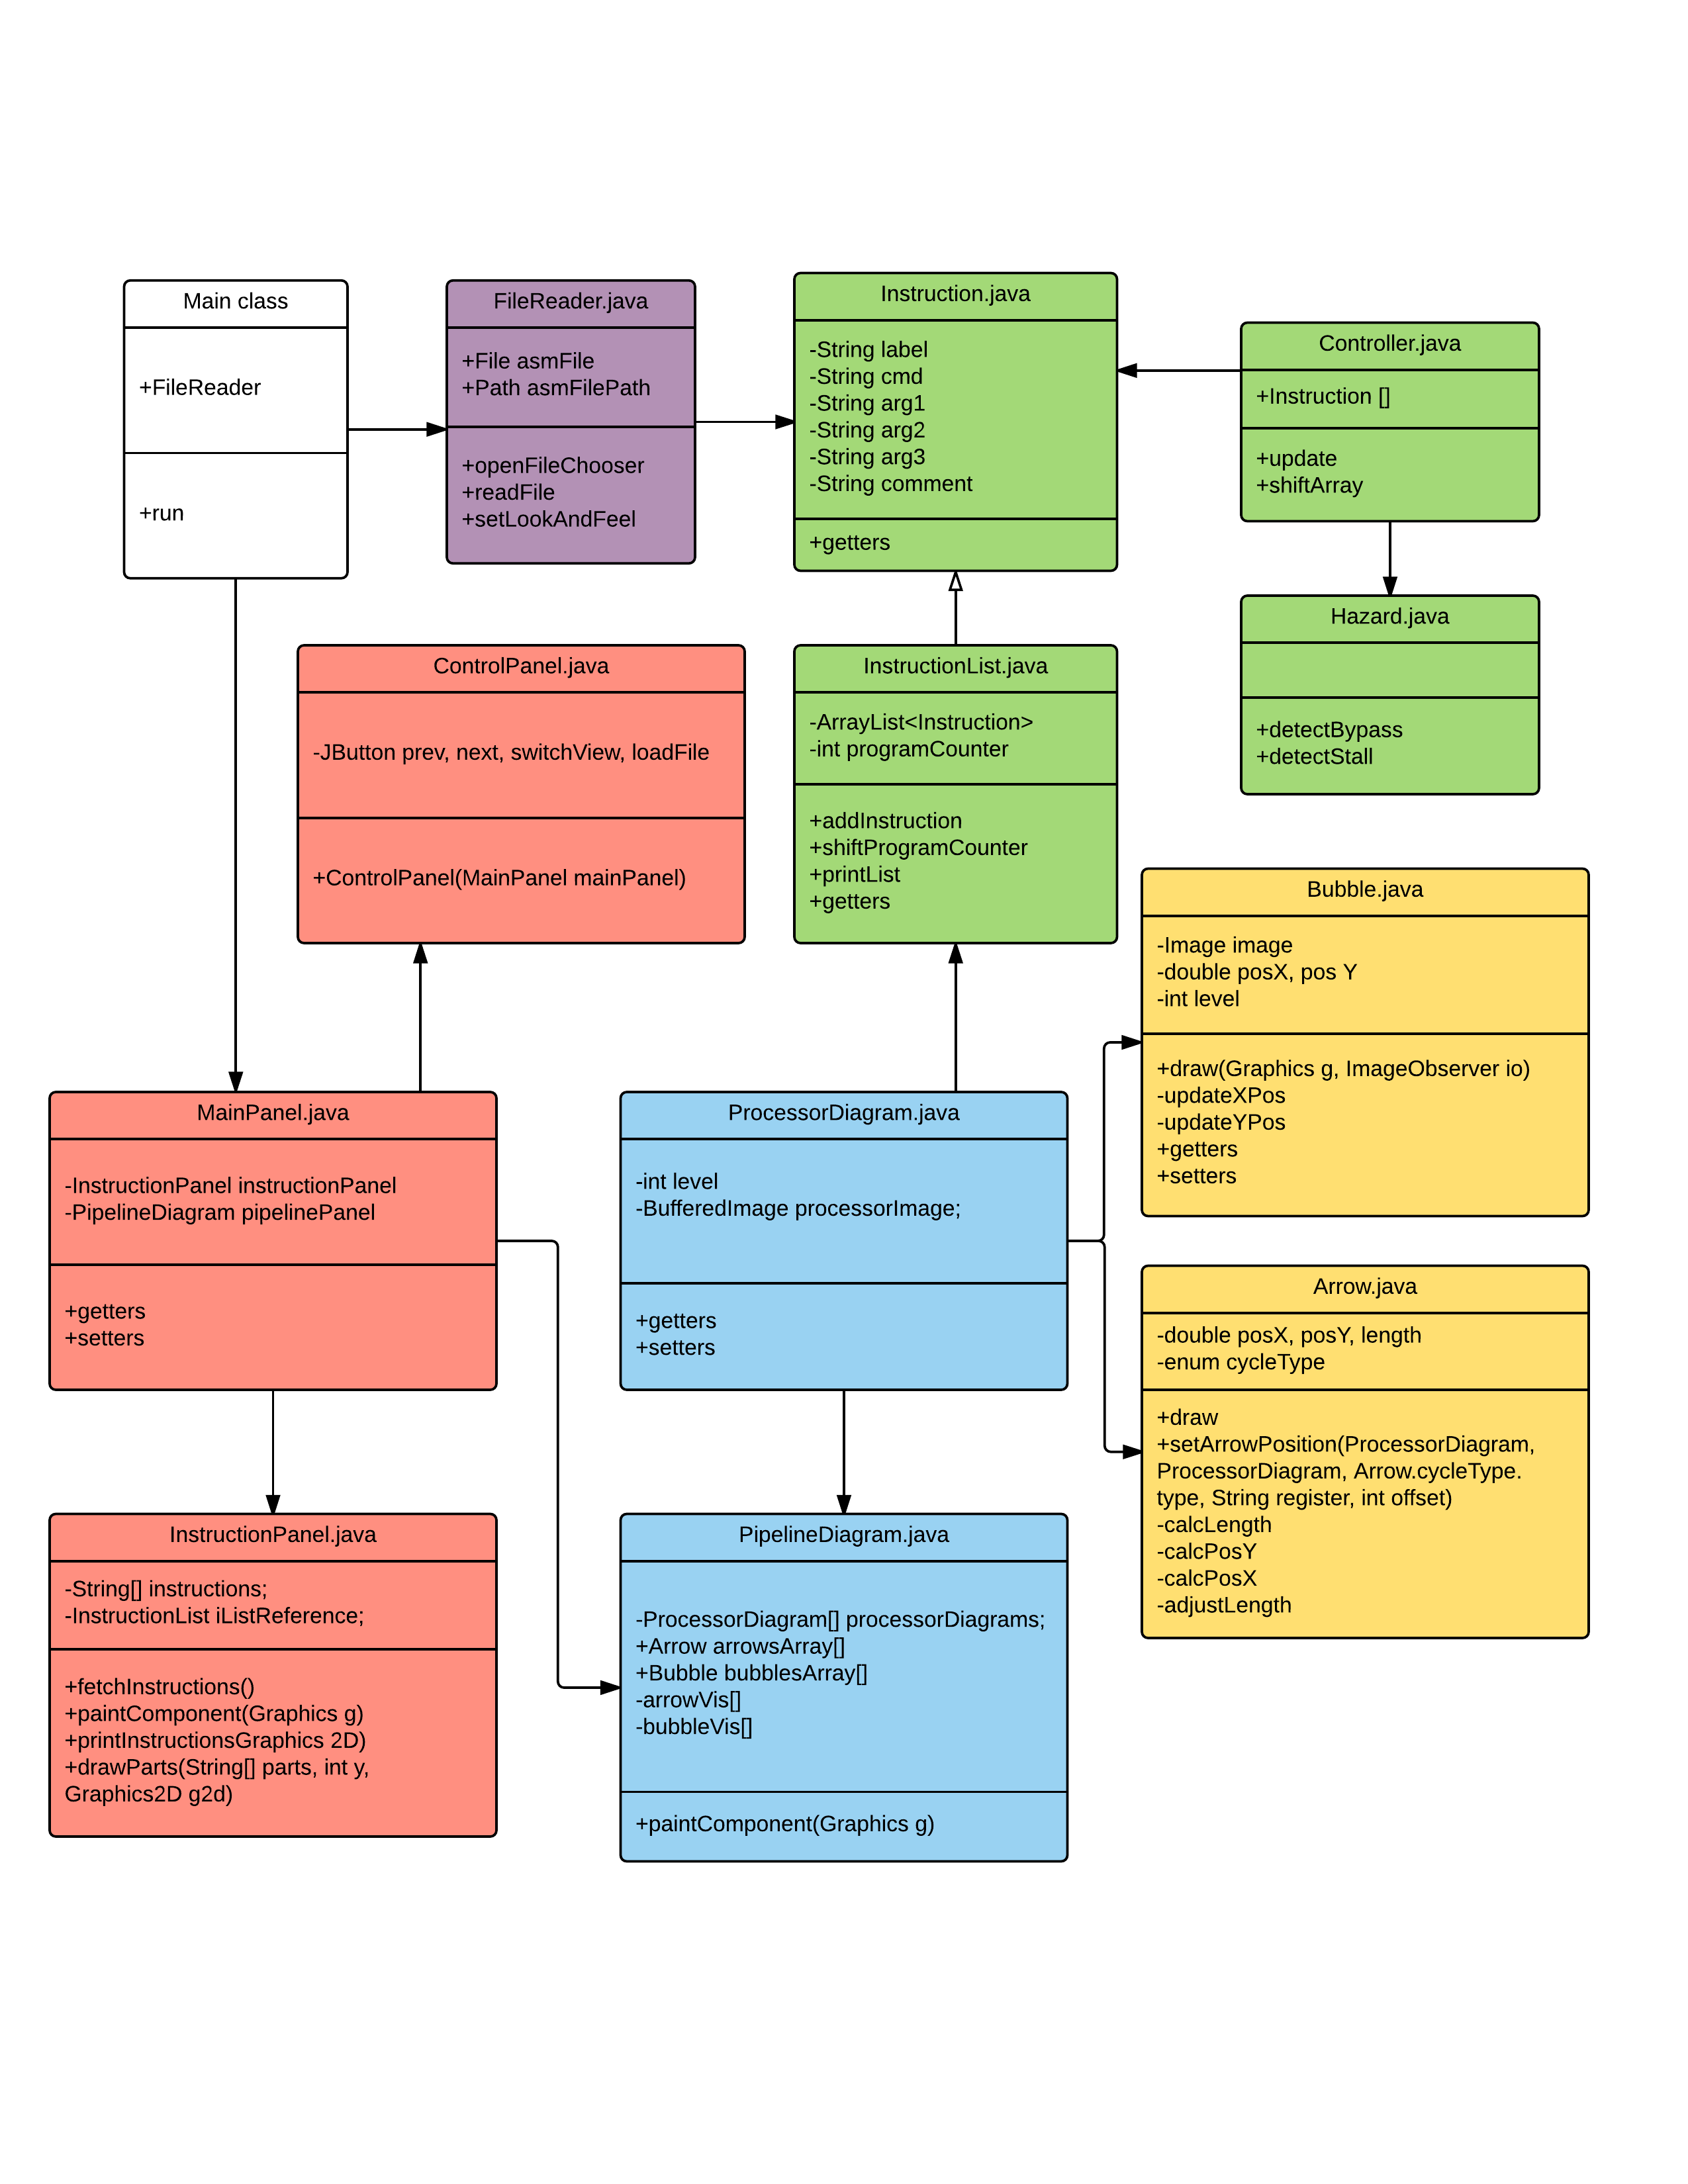 Main class
+FileReader
+run
FileReader.java
+File asmFile
+Path asmFilePath
+openFileChooser
+readFile
+setLookAndFeel
Instruction.java
-String label
-String cmd
-String arg1
-String arg2
-String arg3
-String comment
+getters
Controller.java
+Instruction []
+update
+shiftArray
Hazard.java
+detectBypass
+detectStall
ControlPanel.java
-JButton prev, next, switchView, loadFile
+ControlPanel(MainPanel mainPanel)
InstructionList.java
-ArrayList<Instruction>
-int programCounter
+addInstruction
+shiftProgramCounter
+printList
+getters
Bubble.java
-Image image
-double posX, pos Y
-int level
+draw(Graphics g, ImageObserver io)
-updateXPos
-updateYPos
+getters
+setters
MainPanel.java
-InstructionPanel instructionPanel
-PipelineDiagram pipelinePanel
+getters
+setters
ProcessorDiagram.java
-int level
-BufferedImage processorImage;
+getters
+setters
Arrow.java
-double posX, posY, length
-enum cycleType
+draw
+setArrowPosition(ProcessorDiagram,
ProcessorDiagram, Arrow.cycleType.
type, String register, int offset)
-calcLength
-calcPosY
-calcPosX
-adjustLength
InstructionPanel.java
-String[] instructions;
-InstructionList iListReference;
+fetchInstructions()
+paintComponent(Graphics g)
+printInstructionsGraphic 2D)
+drawParts(String[] parts, int y,
Graphics2D g2d)
PipelineDiagram.java
-ProcessorDiagram[] processorDiagrams;
+Arrow arrowsArray[]
+Bubble bubblesArray[]
-arrowVis[]
-bubbleVis[]
+paintComponent(Graphics g)